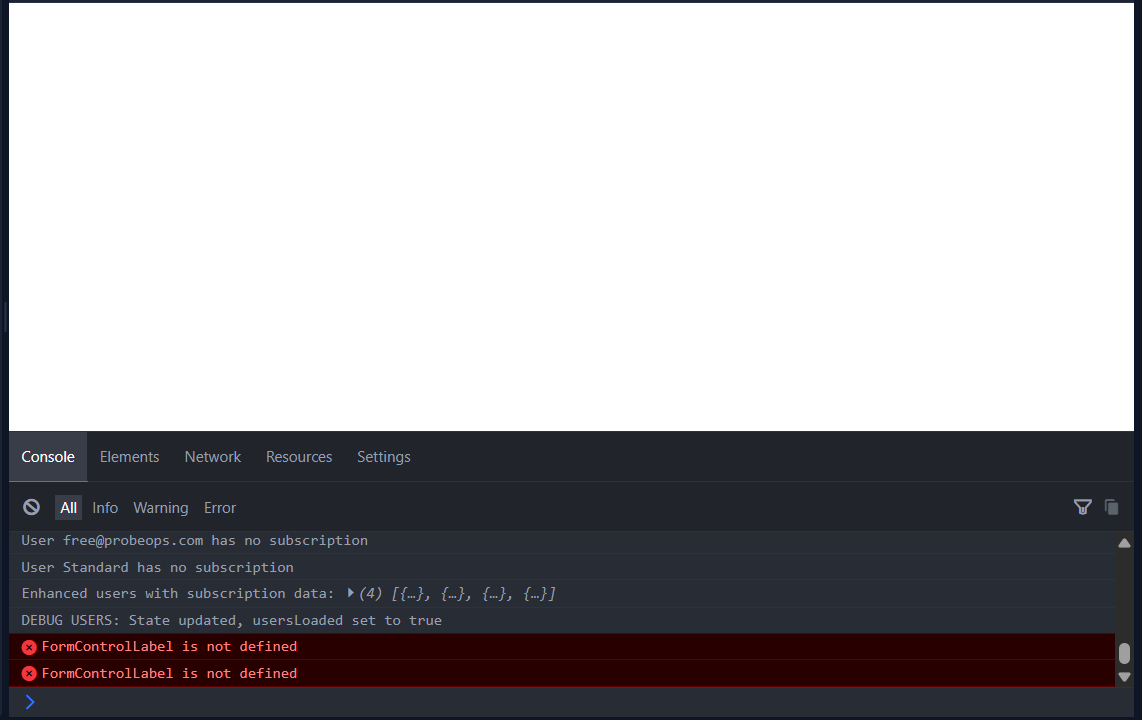 Console Elements Network Resources Settings
All Info Warning Error
User free@probeops.com has no subscription
User Standard has no subscription
Enhanced users with subscription data: (4) [{…}, {…}, {…}, {…}]
DEBUG USERS: State updated, usersLoaded set to true
FormControlLabel is not defined
FormControlLabel is not defined